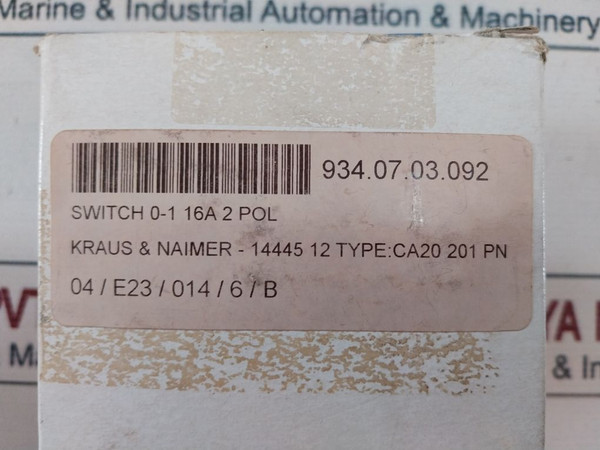 Marine & Industrial Automation & Machinery
934.07.03.092
SWITCH 0-1 16A 2 POL
KRAUS & NAIMER - 14445 12 TYPE:CA20 201 PN
04 / E23 / 014 / 6 / B
& In